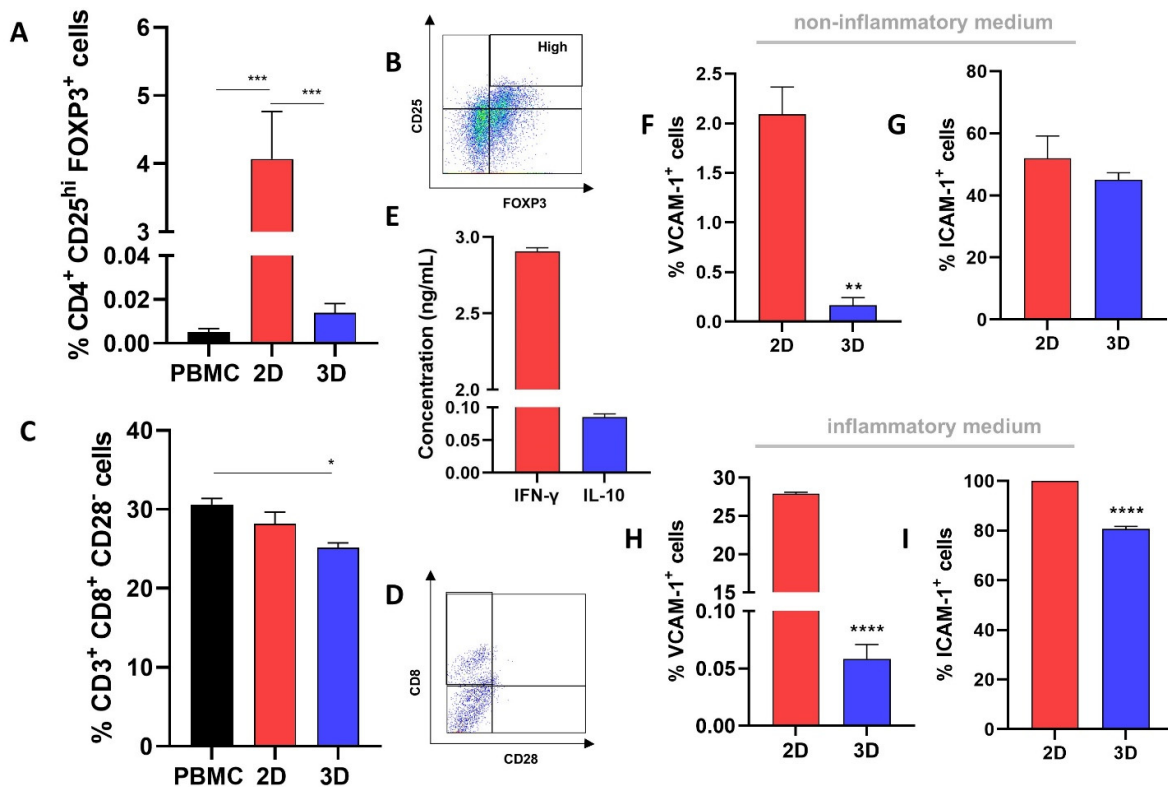 A
% CD4+ CD25hi FOXP3+ cells
6
5
4
3
0.04
0.02
0.00
***
***
PBMC 2D 3D
B
High
CD25
FOXP3
C
% CD3+ CD8+ CD28- cells
40
30
20
10
0
*
PBMC 2D 3D
D
CD8
CD28
E
Concentration (ng/mL)
3.0
2.5
2.0
0.10
0.05
0.00
IFN-γ IL-10
non-inflammatory medium
F
% VCAM-1+ cells
2.5
2.0
1.5
1.0
0.5
0.0
**
2D 3D
G
% ICAM-1+ cells
80
60
40
20
0
2D 3D
inflammatory medium
H
% VCAM-1+ cells
30
25
20
15
0.10
0.05
0.00
****
2D 3D
I
% ICAM-1+ cells
100
80
60
40
20
0
****
2D 3D